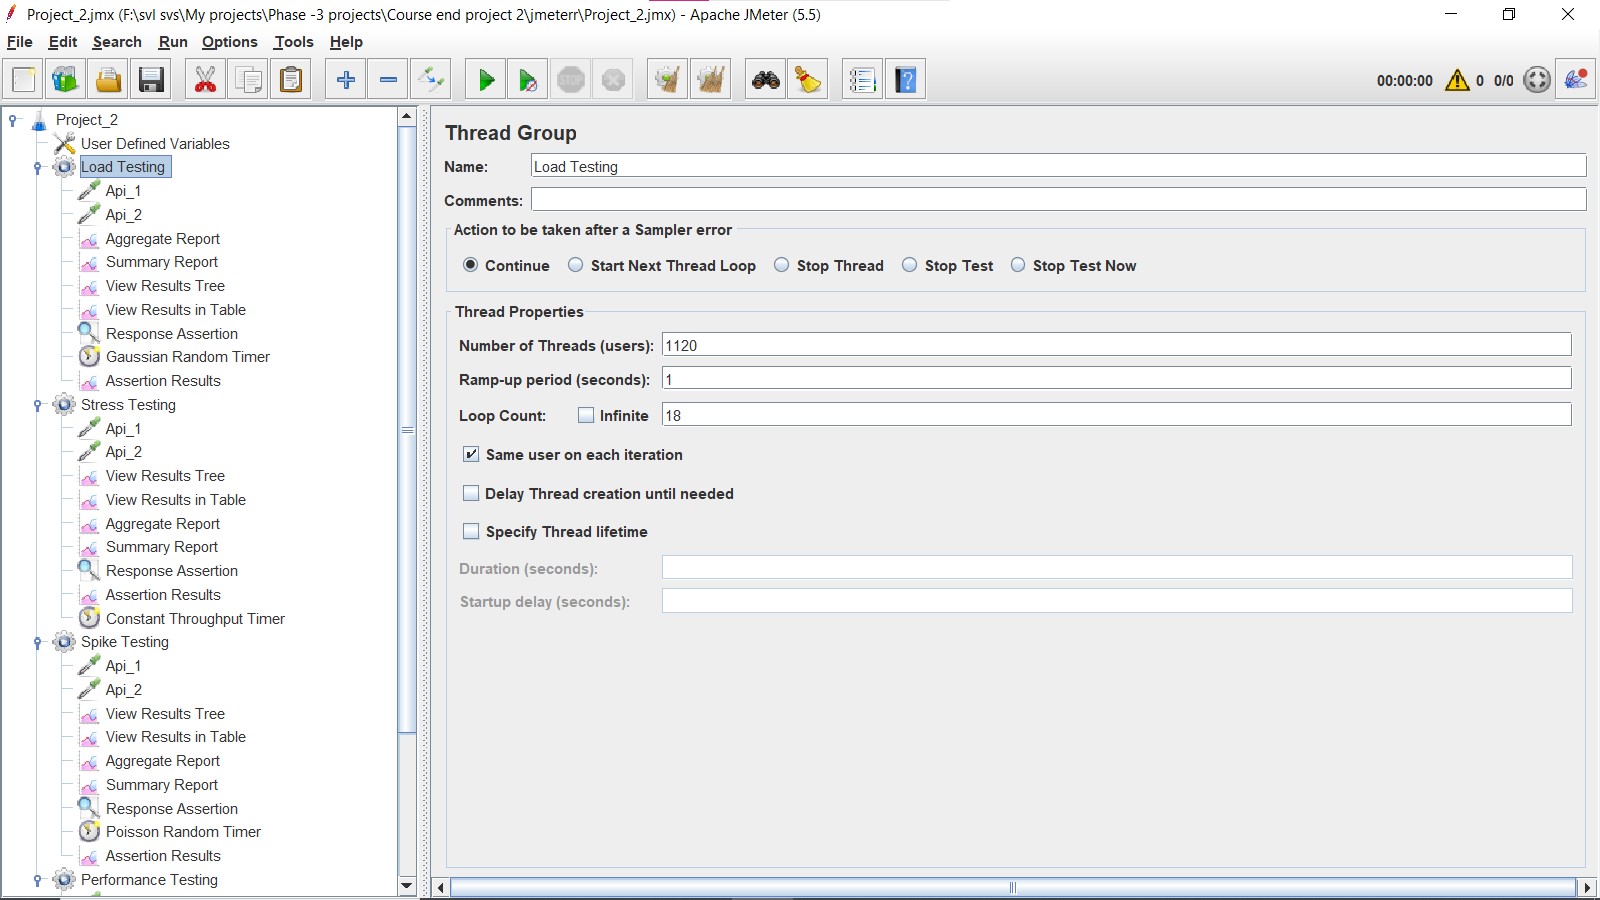 Project_2.jmx (F:\svl svs\My projects\Phase -3 projects\Course end project 2\jmeterr\Project_2.jmx) - Apache JMeter (5.5)
File Edit Search Run Options Tools Help
STOP
00:00:00 0 0/0
Project_2
User Defined Variables
Load Testing
Api_1
Api_2
Aggregate Report
Summary Report
View Results Tree
View Results in Table
Response Assertion
Gaussian Random Timer
Assertion Results
Stress Testing
Api_1
Api_2
View Results Tree
View Results in Table
Aggregate Report
Summary Report
Response Assertion
Assertion Results
Constant Throughput Timer
Spike Testing
Api_1
Api_2
View Results Tree
View Results in Table
Aggregate Report
Summary Report
Response Assertion
Poisson Random Timer
Assertion Results
Performance Testing
Thread Group
Name: Load Testing
Comments:
Action to be taken after a Sampler error
Continue Start Next Thread Loop Stop Thread Stop Test Stop Test Now
Thread Properties
Number of Threads (users): 1120
Ramp-up period (seconds): 1
Loop Count: Infinite 18
Same user on each iteration
Delay Thread creation until needed
Specify Thread lifetime
Duration (seconds):
Startup delay (seconds):